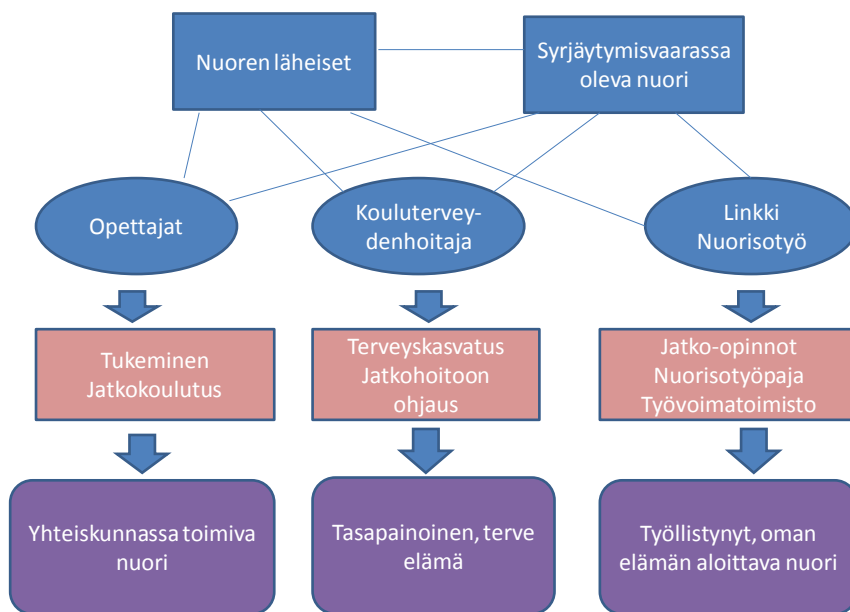 Nuoren läheiset
Syrjäytymisvaarassa
oleva nuori
Opettajat
Koulutervey-
denhoitaja
Linkki
Nuorisotyö
Tukeminen
Jatkokoulutus
Terveyskasvatus
Jatkohoitoon
ohjaus
Jatko-opinnot
Nuorisotyöpaja
Työvoimatoimisto
Yhteiskunnassa toimiva
nuori
Tasapainoinen, terve
elämä
Työllistynyt, oman
elämän aloittava nuori